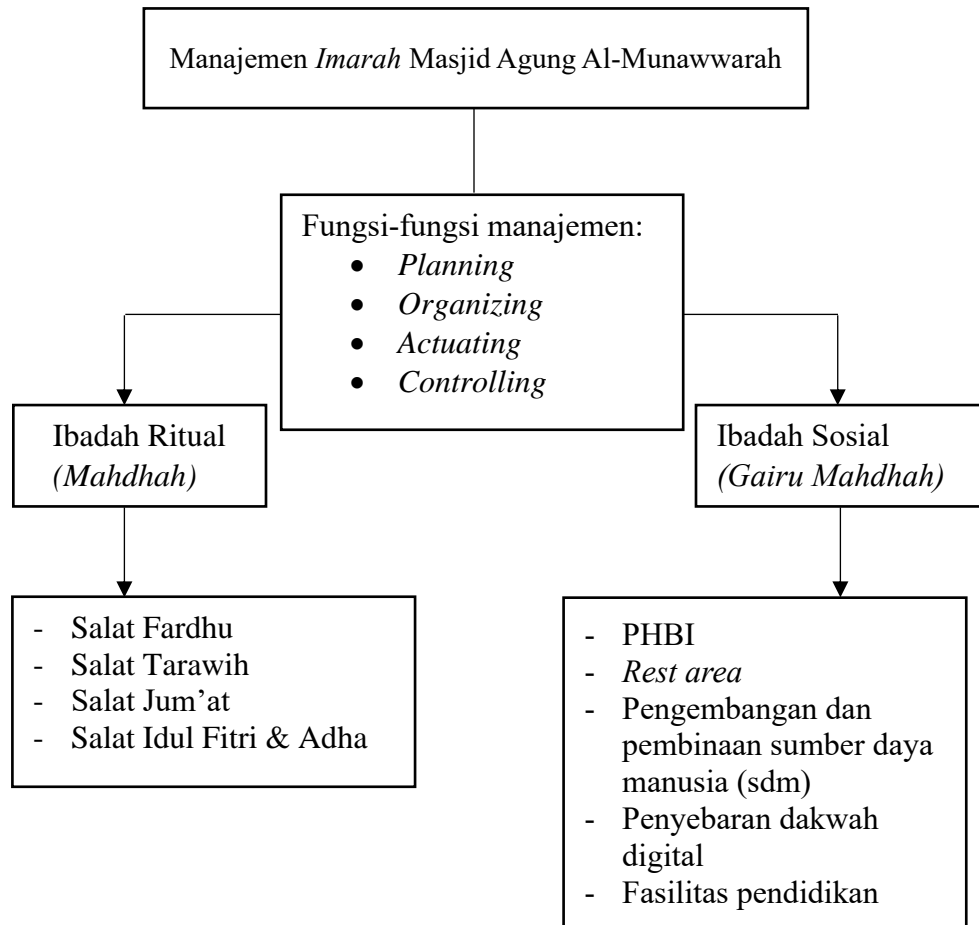 Manajemen Imarah Masjid Agung Al-Munawwarah
Fungsi-fungsi manajemen:
• Planning
• Organizing
• Actuating
• Controlling
Ibadah Ritual
(Mahdhah)
Ibadah Sosial
(Gairu Mahdhah)
- Salat Fardhu
- Salat Tarawih
- Salat Jum’at
- Salat Idul Fitri & Adha
- PHBI
- Rest area
- Pengembangan dan
pembinaan sumber daya
manusia (sdm)
- Penyebaran dakwah
digital
- Fasilitas pendidikan